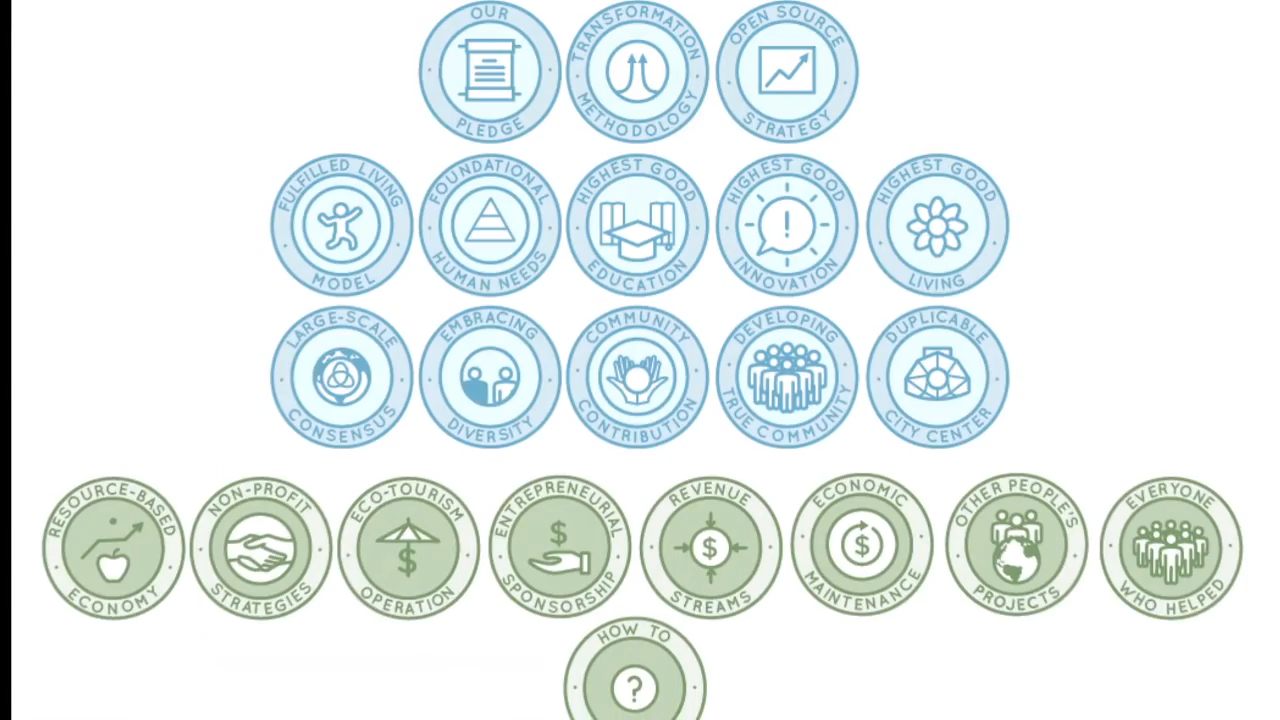 OUR
PLEDGE
TRANSFORMATION
METHODOLOGY
OPEN SOURCE
STRATEGY
FULFILLED LIVING
MODEL
FOUNDATIONAL
HUMAN NEEDS
HIGHEST GOOD
EDUCATION
HIGHEST GOOD
!
INNOVATION
HIGHEST GOOD
LIVING
LARGE-SCALE
CONSENSUS
EMBRACING
DIVERSITY
COMMUNITY
CONTRIBUTION
DEVELOPING
TRUE COMMUNITY
DUPLICABLE
CITY CENTER
RESOURCE-BASED
ECONOMY
NON-PROFIT
STRATEGIES
ECO-TOURISM
$
OPERATION
ENTREPRENEURIAL
$
SPONSORSHIP
REVENUE
$
STREAMS
ECONOMIC
$
MAINTENANCE
OTHER PEOPLE'S
PROJECTS
EVERYONE
WHO HELPED
HOW TO
?